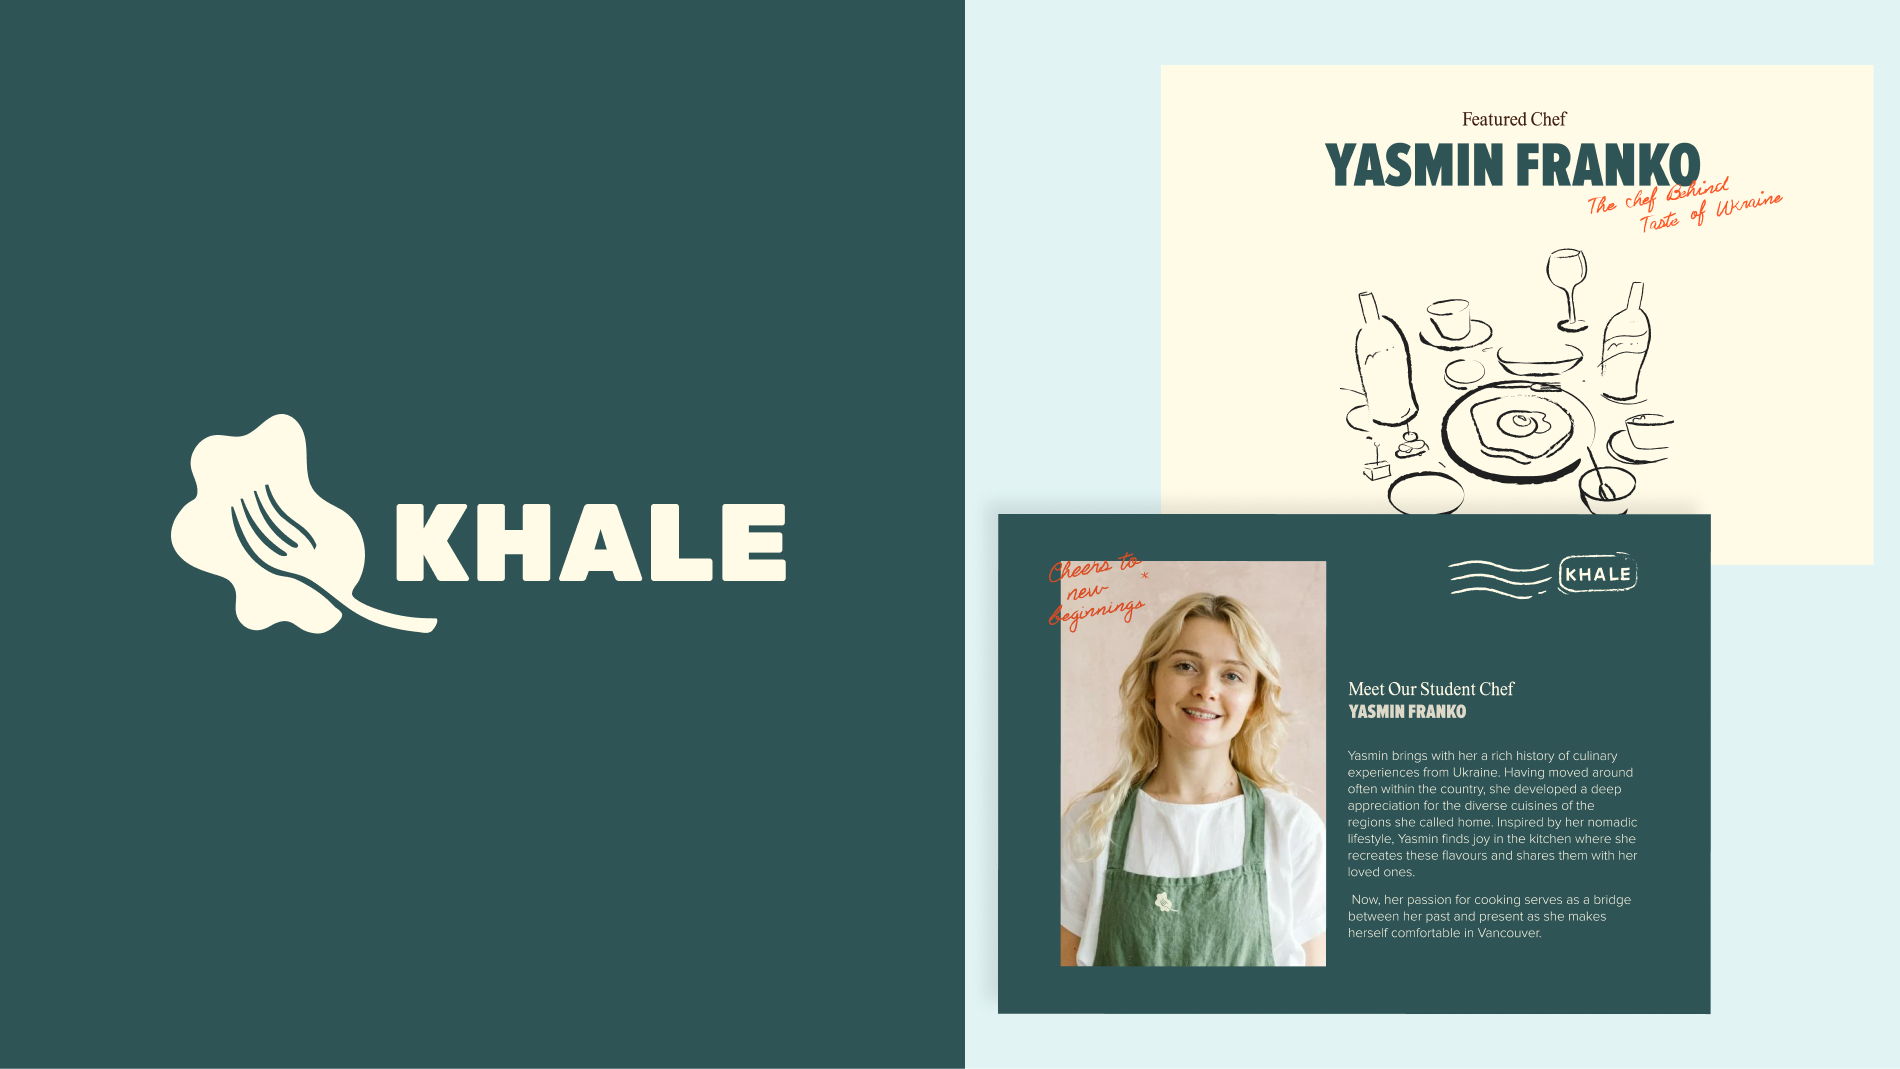 KHALE
Featured Chef
YASMIN FRANKO
The chef Behind
Taste of Ukraine
Cheers to
new
beginnings*
KHALE
Meet Our Student Chef
YASMIN FRANKO
Yasmin brings with her a rich history of culinary
experiences from Ukraine. Having moved around
often within the country, she developed a deep
appreciation for the diverse cuisines of the
regions she called home. Inspired by her nomadic
lifestyle, Yasmin finds joy in the kitchen where she
recreates these flavours and shares them with her
loved ones.
Now, her passion for cooking serves as a bridge
between her past and present as she makes
herself comfortable in Vancouver.